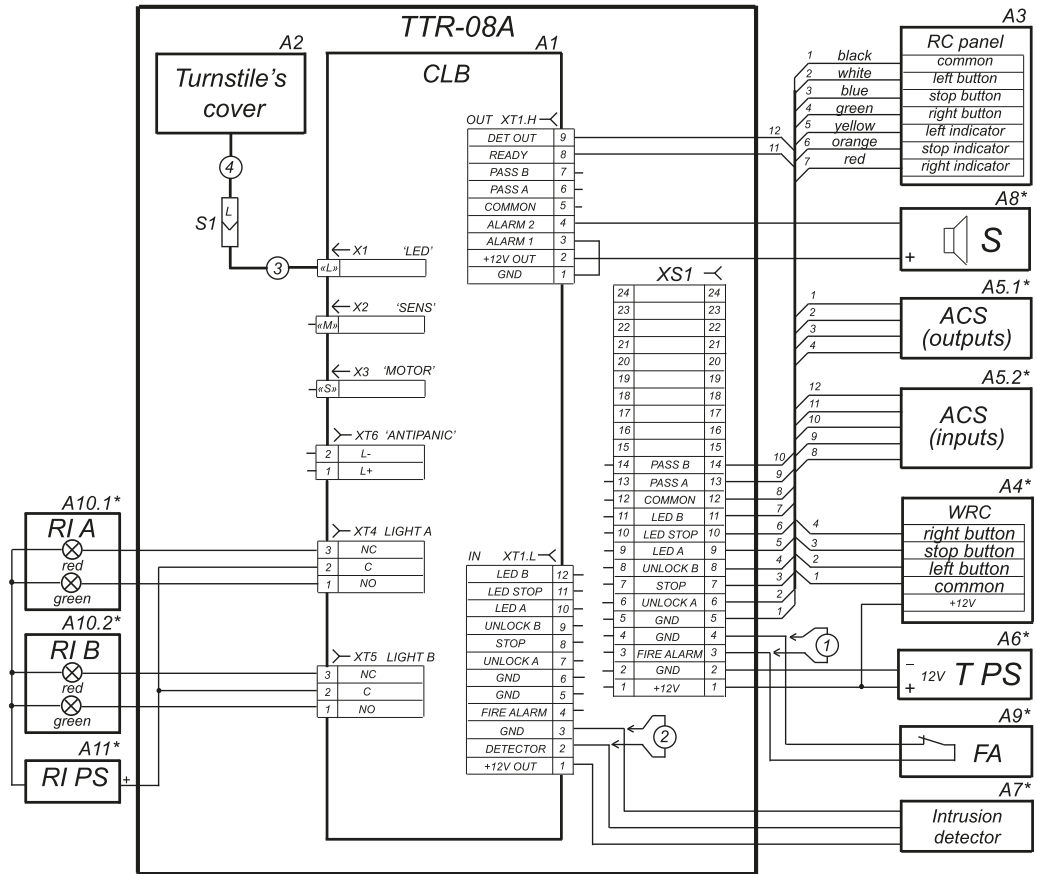 TTR-08A
A2
Turnstile's
cover
4
S1
L
3
A1
CLB
OUT XT1.H
DET OUT 9
READY 8
PASS B 7
PASS A 6
COMMON 5
ALARM 2 4
ALARM 1 3
+12V OUT 2
GND 1
12
11
X1 'LED'
«L»
X2 'SENS'
«M»
X3 'MOTOR'
«S»
XT6 'ANTIPANIC'
2 L-
1 L+
XT4 LIGHT A
3 NC
2 C
1 NO
XT5 LIGHT B
3 NC
2 C
1 NO
IN XT1.L
LED B 12
LED STOP 11
LED A 10
UNLOCK B 9
STOP 8
UNLOCK A 7
GND 6
GND 5
FIRE ALARM 4
GND 3
DETECTOR 2
+12V OUT 1
2
XS1
24 24
23 23
22 22
21 21
20 20
19 19
18 18
17 17
16 16
15 15
14 PASS B 14 10
13 PASS A 13 9
12 COMMON 12 8
11 LED B 11 7
10 LED STOP 10 6
9 LED A 9 5
8 UNLOCK B 8 4
7 STOP 7 3
6 UNLOCK A 6 2
5 GND 5 1
4 GND 4
3 FIRE ALARM 3
2 GND 2
1 +12V 1
1
A3
RC panel
1 black common
2 white left button
3 blue stop button
4 green right button
5 yellow left indicator
6 orange stop indicator
7 red right indicator
A8*
S
+
A5.1*
ACS
(outputs)
1
2
3
4
A5.2*
ACS
(inputs)
12
11
10
9
8
A4*
WRC
4 right button
3 stop button
2 left button
1 common
+12V
A6*
– 12V T PS
+
A9*
FA
A7*
Intrusion
detector
A10.1*
RI A
red
green
A10.2*
RI B
red
green
A11*
RI PS +